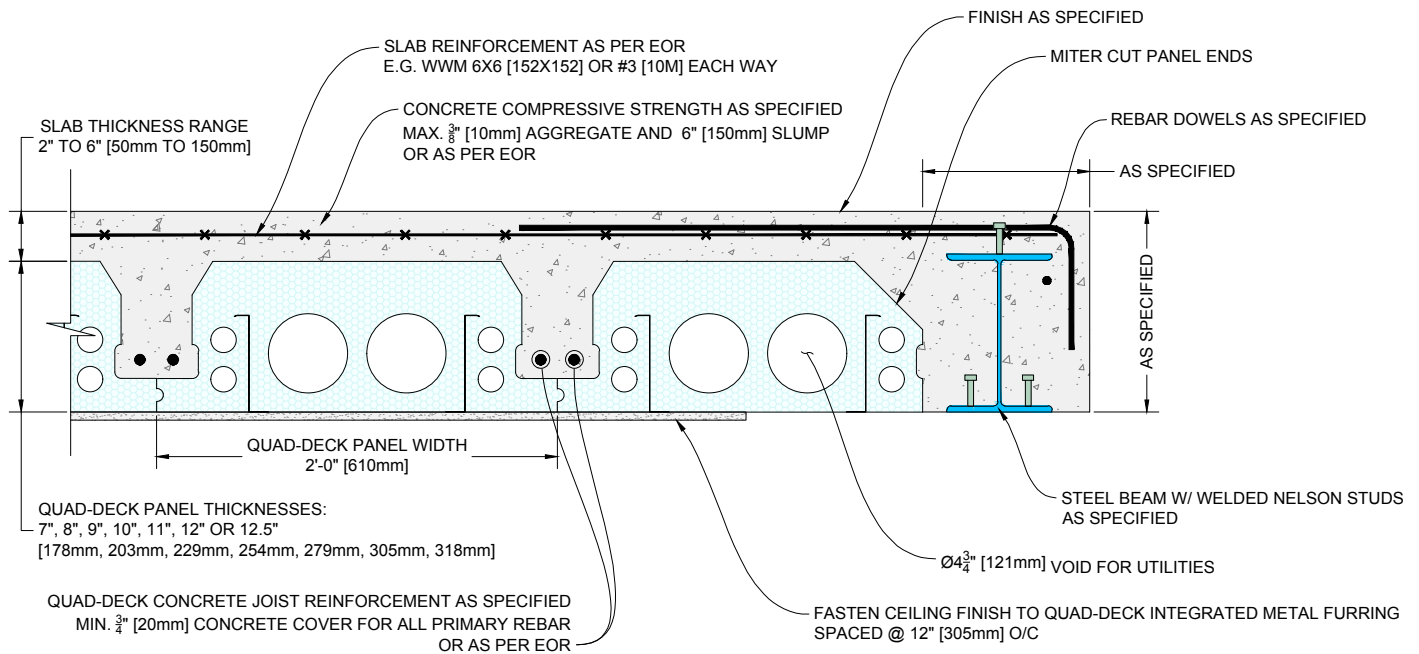 FINISH AS SPECIFIED
SLAB REINFORCEMENT AS PER EOR
E.G. WWM 6X6 [152X152] OR #3 [10M] EACH WAY
MITER CUT PANEL ENDS
CONCRETE COMPRESSIVE STRENGTH AS SPECIFIED
MAX. 3/8" [10mm] AGGREGATE AND 6" [150mm] SLUMP
OR AS PER EOR
SLAB THICKNESS RANGE
2" TO 6" [50mm TO 150mm]
REBAR DOWELS AS SPECIFIED
AS SPECIFIED
AS SPECIFIED
QUAD-DECK PANEL WIDTH
2'-0" [610mm]
QUAD-DECK PANEL THICKNESSES:
7", 8", 9", 10", 11", 12" OR 12.5"
[178mm, 203mm, 229mm, 254mm, 279mm, 305mm, 318mm]
STEEL BEAM W/ WELDED NELSON STUDS
AS SPECIFIED
Ø4 3/4" [121mm] VOID FOR UTILITIES
QUAD-DECK CONCRETE JOIST REINFORCEMENT AS SPECIFIED
MIN. 3/4" [20mm] CONCRETE COVER FOR ALL PRIMARY REBAR
OR AS PER EOR
FASTEN CEILING FINISH TO QUAD-DECK INTEGRATED METAL FURRING
SPACED @ 12" [305mm] O/C